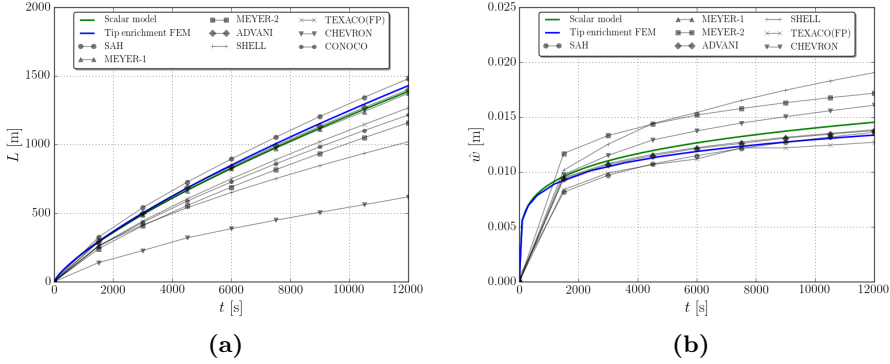 2000
1500
1000
500
0
L [m]
Scalar model
Tip enrichment FEM
SAH
MEYER-1
MEYER-2
ADVANI
SHELL
TEXACO(FP)
CHEVRON
CONOCO
0 2000 4000 6000 8000 10000 12000
t [s]
(a)
0.025
0.020
0.015
0.010
0.005
0.000
ŵ [m]
Scalar model
Tip enrichment FEM
SAH
MEYER-1
MEYER-2
ADVANI
SHELL
TEXACO(FP)
CHEVRON
0 2000 4000 6000 8000 10000 12000
t [s]
(b)